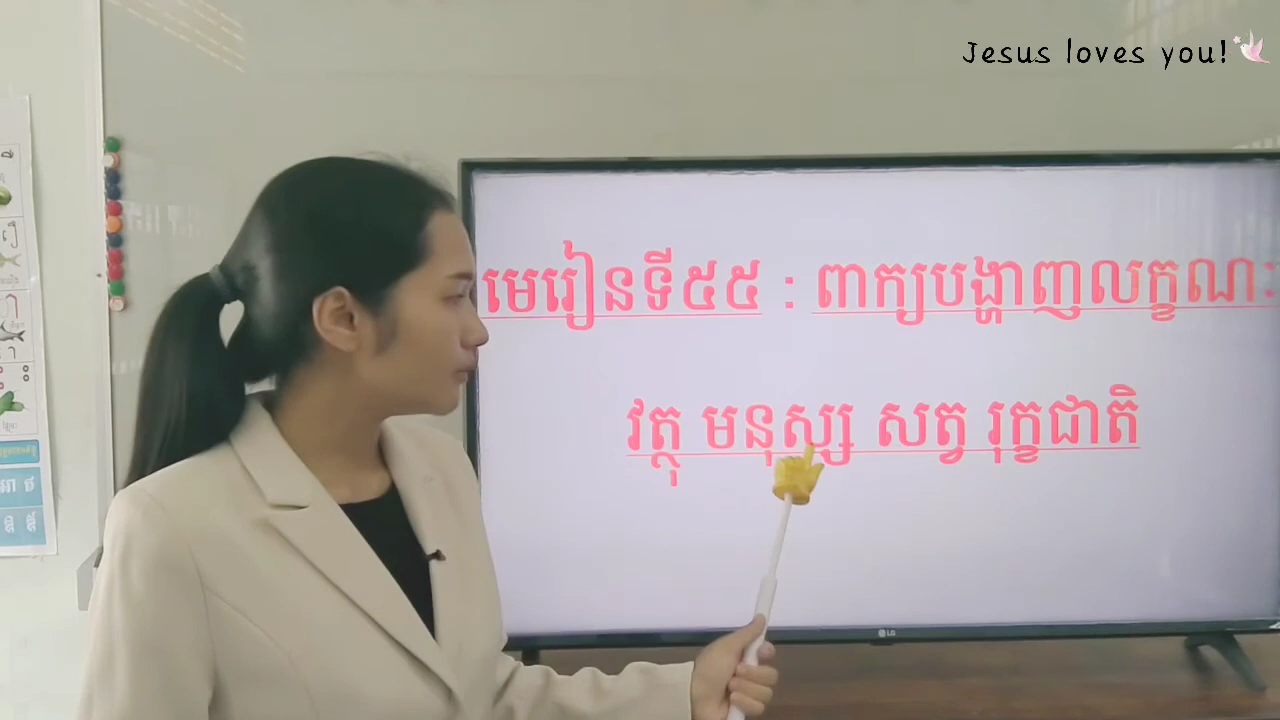 Jesus loves you!
មេរៀនទី៥៥ : ពាក្យបង្ហាញលក្ខណៈ
វត្ថុ មនុស្ស សត្វ រុក្ខជាតិ
LG